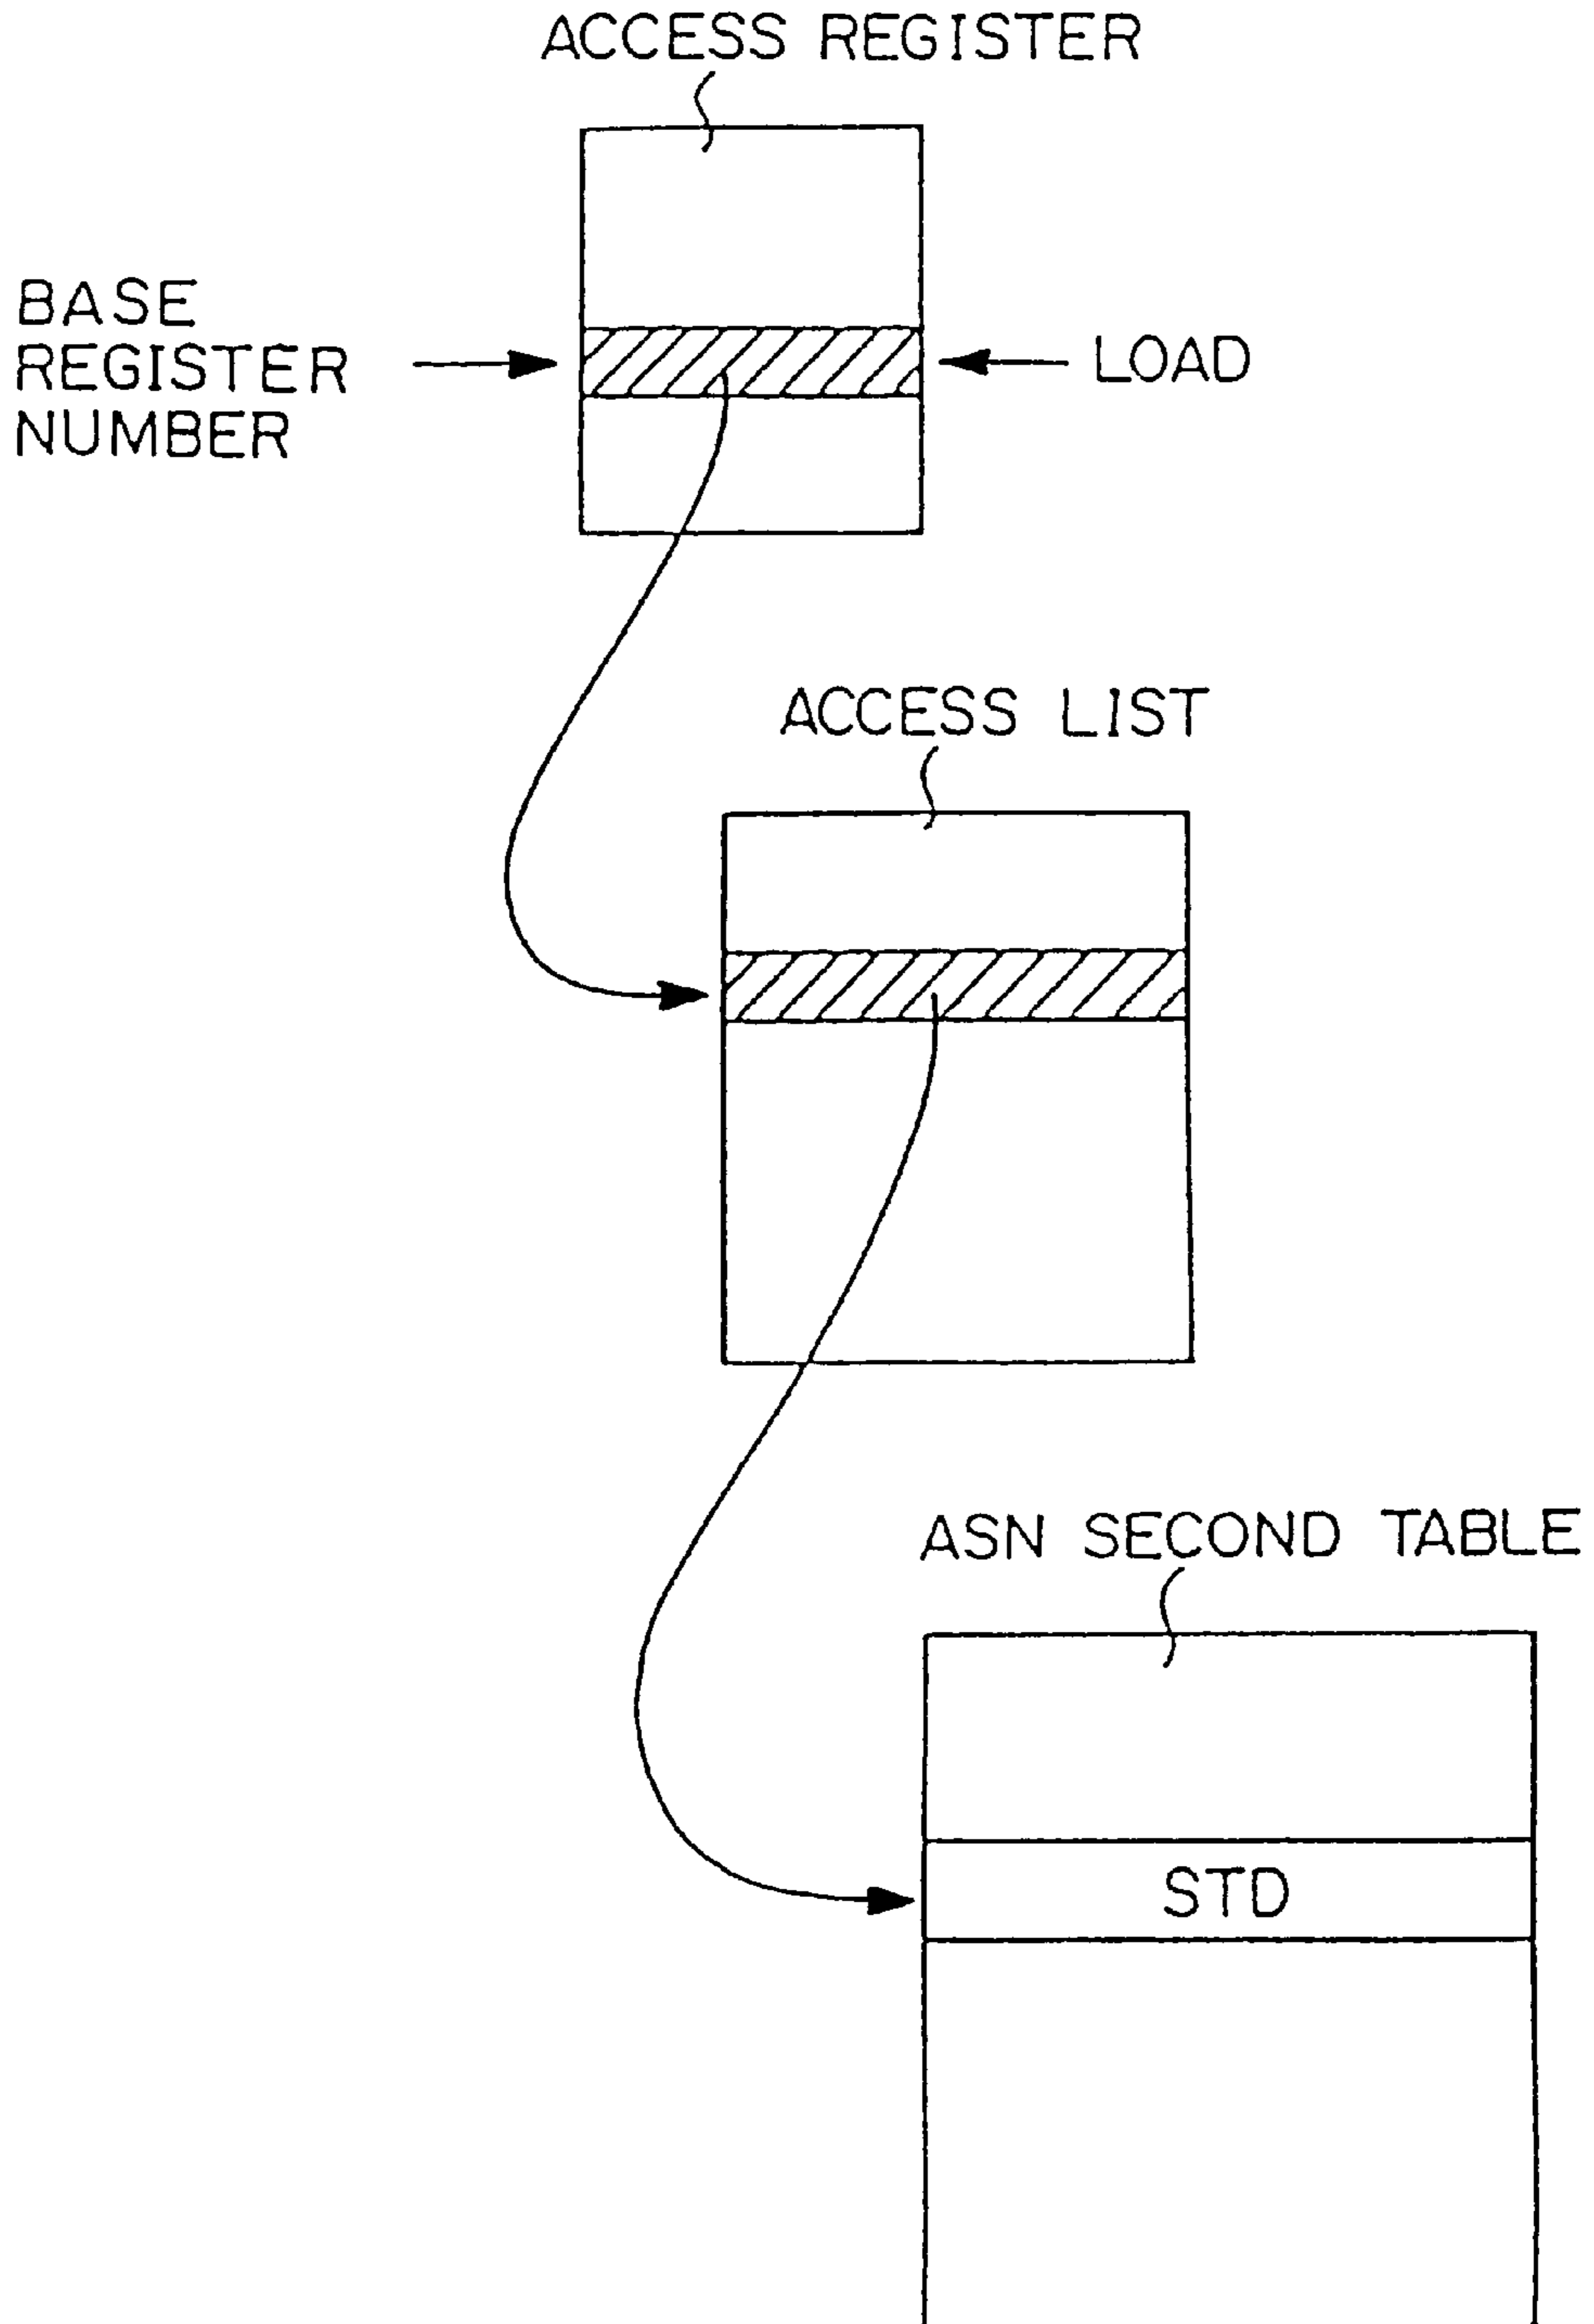 ACCESS REGISTER
BASE
REGISTER
NUMBER
LOAD
ACCESS LIST
ASN SECOND TABLE
STD